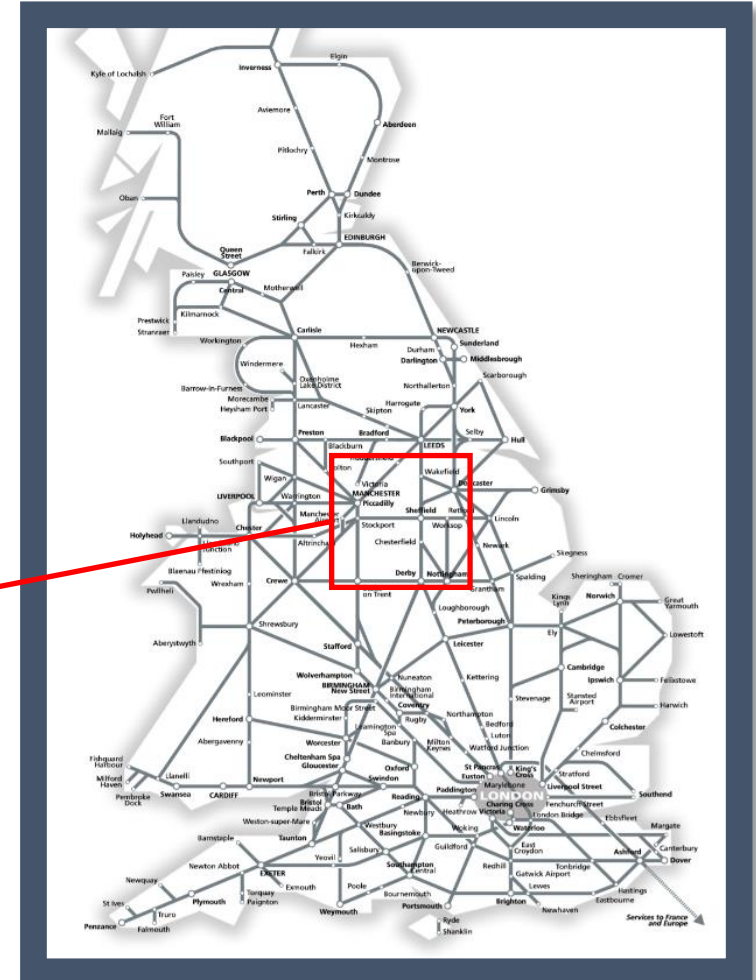 Elgin
Kyle of Lochalsh
Inverness
Aviemore
Fort
William
Mallaig
Aberdeen
Pitlochry
Montrose
Perth
Dundee
Oban
Stirling
Kirkcaldy
EDINBURGH
Queen
Street
Falkirk
Berwick-
upon-Tweed
Paisley
GLASGOW
Central
Motherwell
Prestwick
Kilmarnock
Stranraer
Carlisle
NEWCASTLE
Workington
Hexham
Sunderland
Durham
Darlington
Middlesbrough
Windermere
Scarborough
Oxenholme
Lake District
Barrow-in-Furness
Northallerton
Morecambe
Heysham Port
Lancaster
Harrogate
Skipton
York
Preston
Bradford
Selby
Blackpool
LEEDS
Hull
Blackburn
Southport
Wakefield
Wigan
Victoria
MANCHESTER
Doncaster
Grimsby
LIVERPOOL
Warrington
Piccadilly
Manchester
Airport
Sheffield
Retford
Lincoln
Llandudno
Stockport
Worksop
Chester
Holyhead
Junction
Altrincham
Chesterfield
Newark
Skegness
Blaenau Ffestiniog
Derby
Nottingham
Pwllheli
Wrexham
Crewe
on Trent
Grantham
Spalding
Sheringham
Cromer
Loughborough
Kings
Lynn
Norwich
Great
Yarmouth
Shrewsbury
Peterborough
Ely
Aberystwyth
Stafford
Leicester
Lowestoft
Wolverhampton
Cambridge
BIRMINGHAM
New Street
Nuneaton
Kettering
Ipswich
Felixstowe
Birmingham
International
Leominster
Birmingham Moor Street
Coventry
Stevenage
Stansted
Airport
Harwich
Kidderminster
Rugby
Northampton
Hereford
Leamington
Spa
Bedford
Colchester
Worcester
Banbury
Milton
Keynes
Luton
Abergavenny
Watford Junction
Cheltenham Spa
Chelmsford
Fishguard
Harbour
Gloucester
Oxford
St Pancras
King's
Cross
Euston
Stratford
Milford
Haven
Llanelli
Newport
Swindon
Marylebone
Paddington
Liverpool Street
Pembroke
Dock
Swansea
CARDIFF
Bristol Parkway
Reading
LONDON
Southend
Bristol
Temple Meads
Bath
Charing Cross
Fenchurch Street
Newbury
Heathrow
Victoria
London Bridge
Ebbsfleet
Weston-super-Mare
Westbury
Waterloo
Margate
Barnstaple
Taunton
Basingstoke
Woking
East
Croydon
Canterbury
Salisbury
Guildford
Ashford
Yeovil
Dover
Newton Abbot
Southampton
Central
Redhill
Tonbridge
EXETER
Gatwick Airport
Newquay
Exmouth
Poole
Lewes
Hastings
Torquay
Paignton
Bournemouth
Eastbourne
St Ives
Plymouth
Weymouth
Portsmouth
Brighton
Newhaven
Truro
Penzance
Falmouth
Ryde
Shanklin
Services to France
and Europe